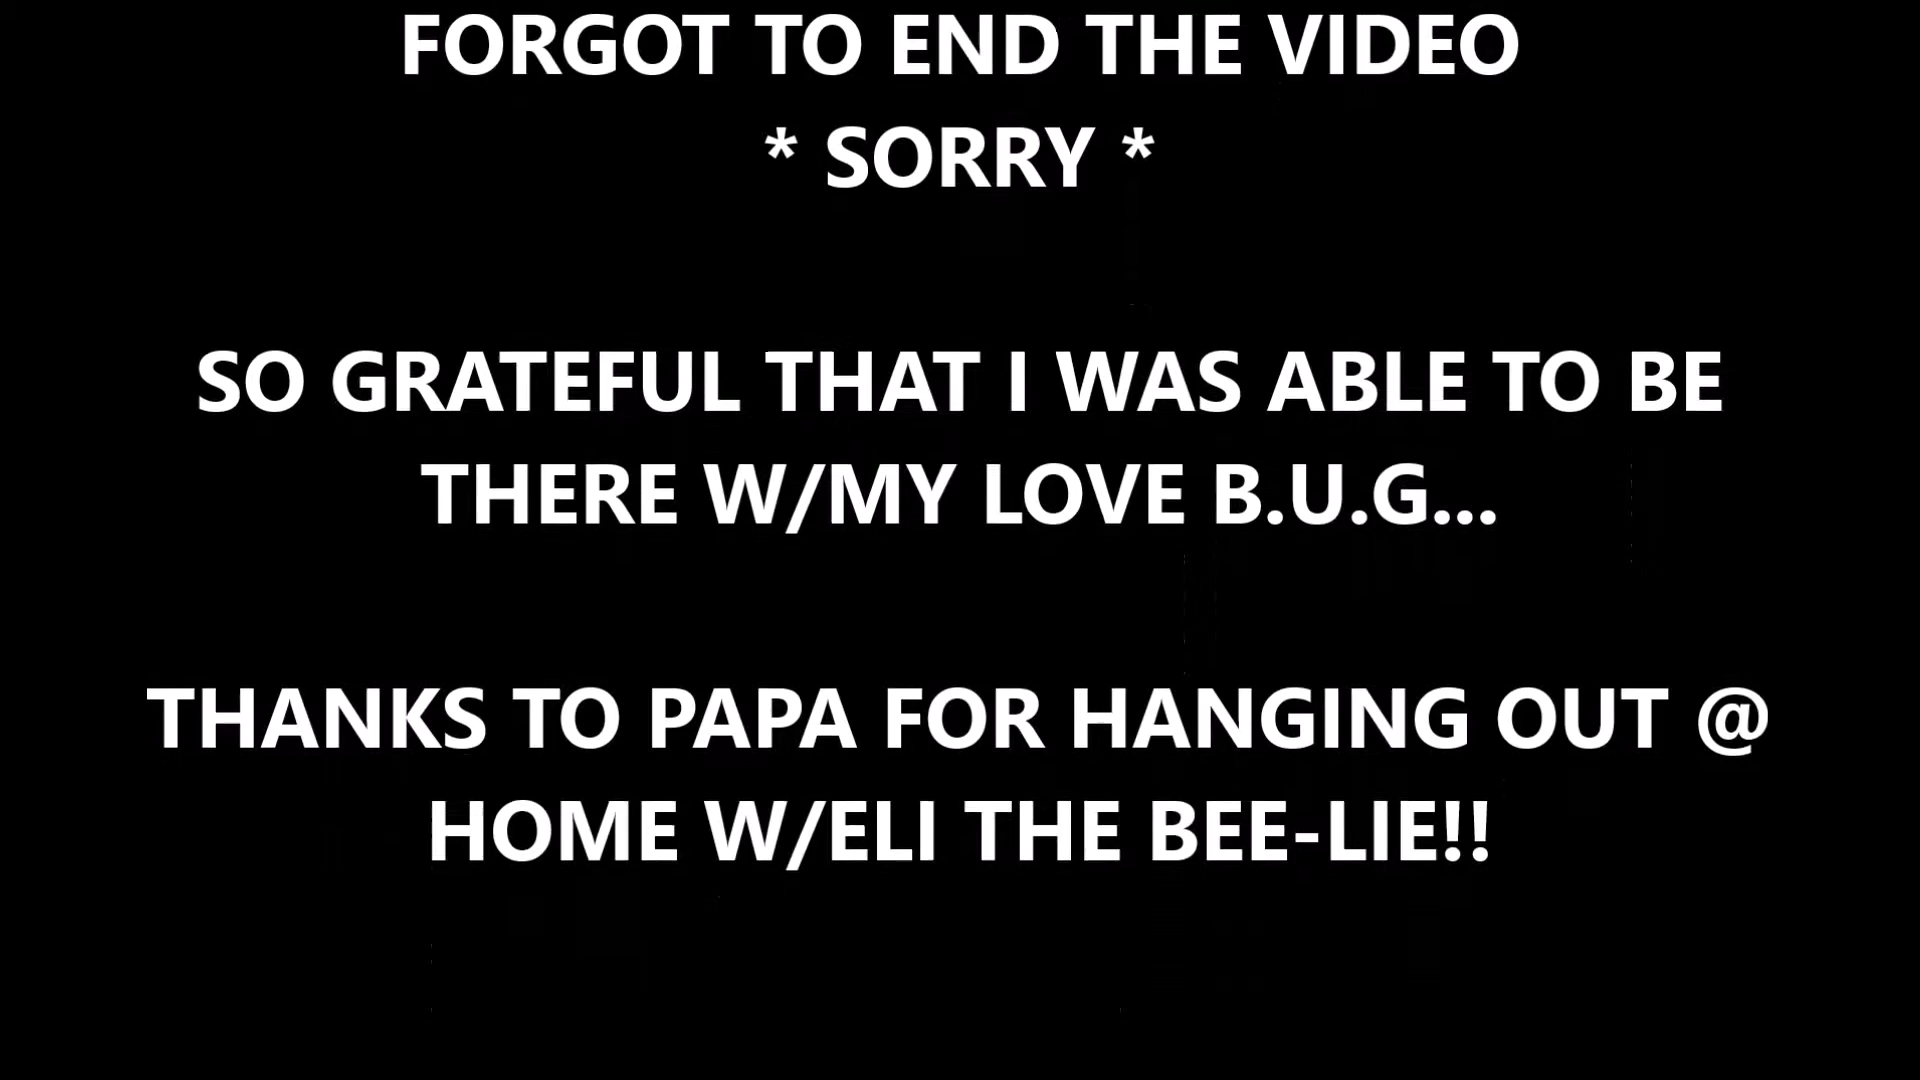 FORGOT TO END THE VIDEO
* SORRY *
SO GRATEFUL THAT I WAS ABLE TO BE
THERE W/MY LOVE B.U.G...
THANKS TO PAPA FOR HANGING OUT @
HOME W/ELI THE BEE-LIE!!